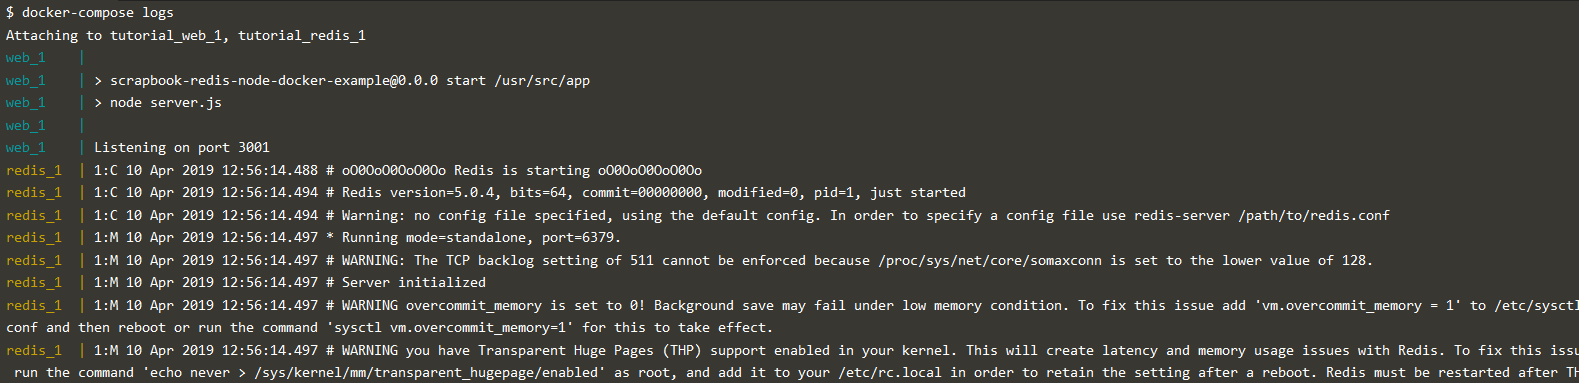 $ docker-compose logs
Attaching to tutorial_web_1, tutorial_redis_1
web_1    |
web_1    | > scrapbook-redis-node-docker-example@0.0.0 start /usr/src/app
web_1    | > node server.js
web_1    |
web_1    | Listening on port 3001
redis_1  | 1:C 10 Apr 2019 12:56:14.488 # oO0OoO0OoO0Oo Redis is starting oO0OoO0OoO0Oo
redis_1  | 1:C 10 Apr 2019 12:56:14.494 # Redis version=5.0.4, bits=64, commit=00000000, modified=0, pid=1, just started
redis_1  | 1:C 10 Apr 2019 12:56:14.494 # Warning: no config file specified, using the default config. In order to specify a config file use redis-server /path/to/redis.conf
redis_1  | 1:M 10 Apr 2019 12:56:14.497 * Running mode=standalone, port=6379.
redis_1  | 1:M 10 Apr 2019 12:56:14.497 # WARNING: The TCP backlog setting of 511 cannot be enforced because /proc/sys/net/core/somaxconn is set to the lower value of 128.
redis_1  | 1:M 10 Apr 2019 12:56:14.497 # Server initialized
redis_1  | 1:M 10 Apr 2019 12:56:14.497 # WARNING overcommit_memory is set to 0! Background save may fail under low memory condition. To fix this issue add 'vm.overcommit_memory = 1' to /etc/sysctl
conf and then reboot or run the command 'sysctl vm.overcommit_memory=1' for this to take effect.
redis_1  | 1:M 10 Apr 2019 12:56:14.497 # WARNING you have Transparent Huge Pages (THP) support enabled in your kernel. This will create latency and memory usage issues with Redis. To fix this issu
run the command 'echo never > /sys/kernel/mm/transparent_hugepage/enabled' as root, and add it to your /etc/rc.local in order to retain the setting after a reboot. Redis must be restarted after TH